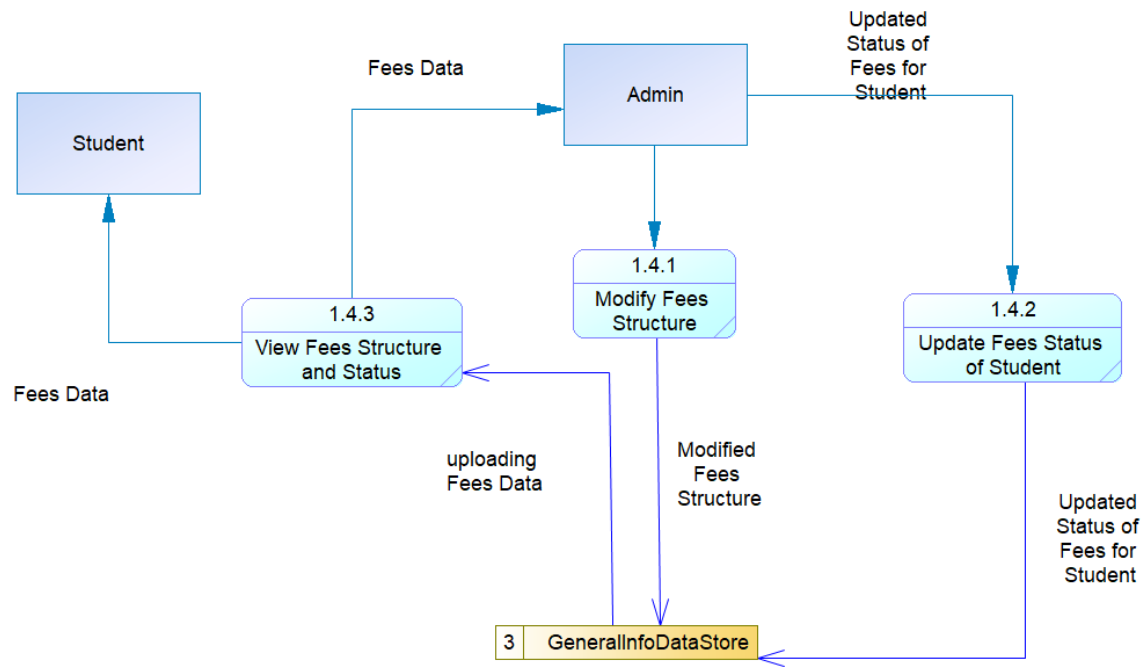 Updated
Status of
Fees for
Student
Fees Data
Admin
Student
1.4.1
Modify Fees
Structure
1.4.3
View Fees Structure
and Status
1.4.2
Update Fees Status
of Student
Fees Data
uploading
Fees Data
Modified
Fees
Structure
Updated
Status of
Fees for
Student
3 GeneralInfoDataStore